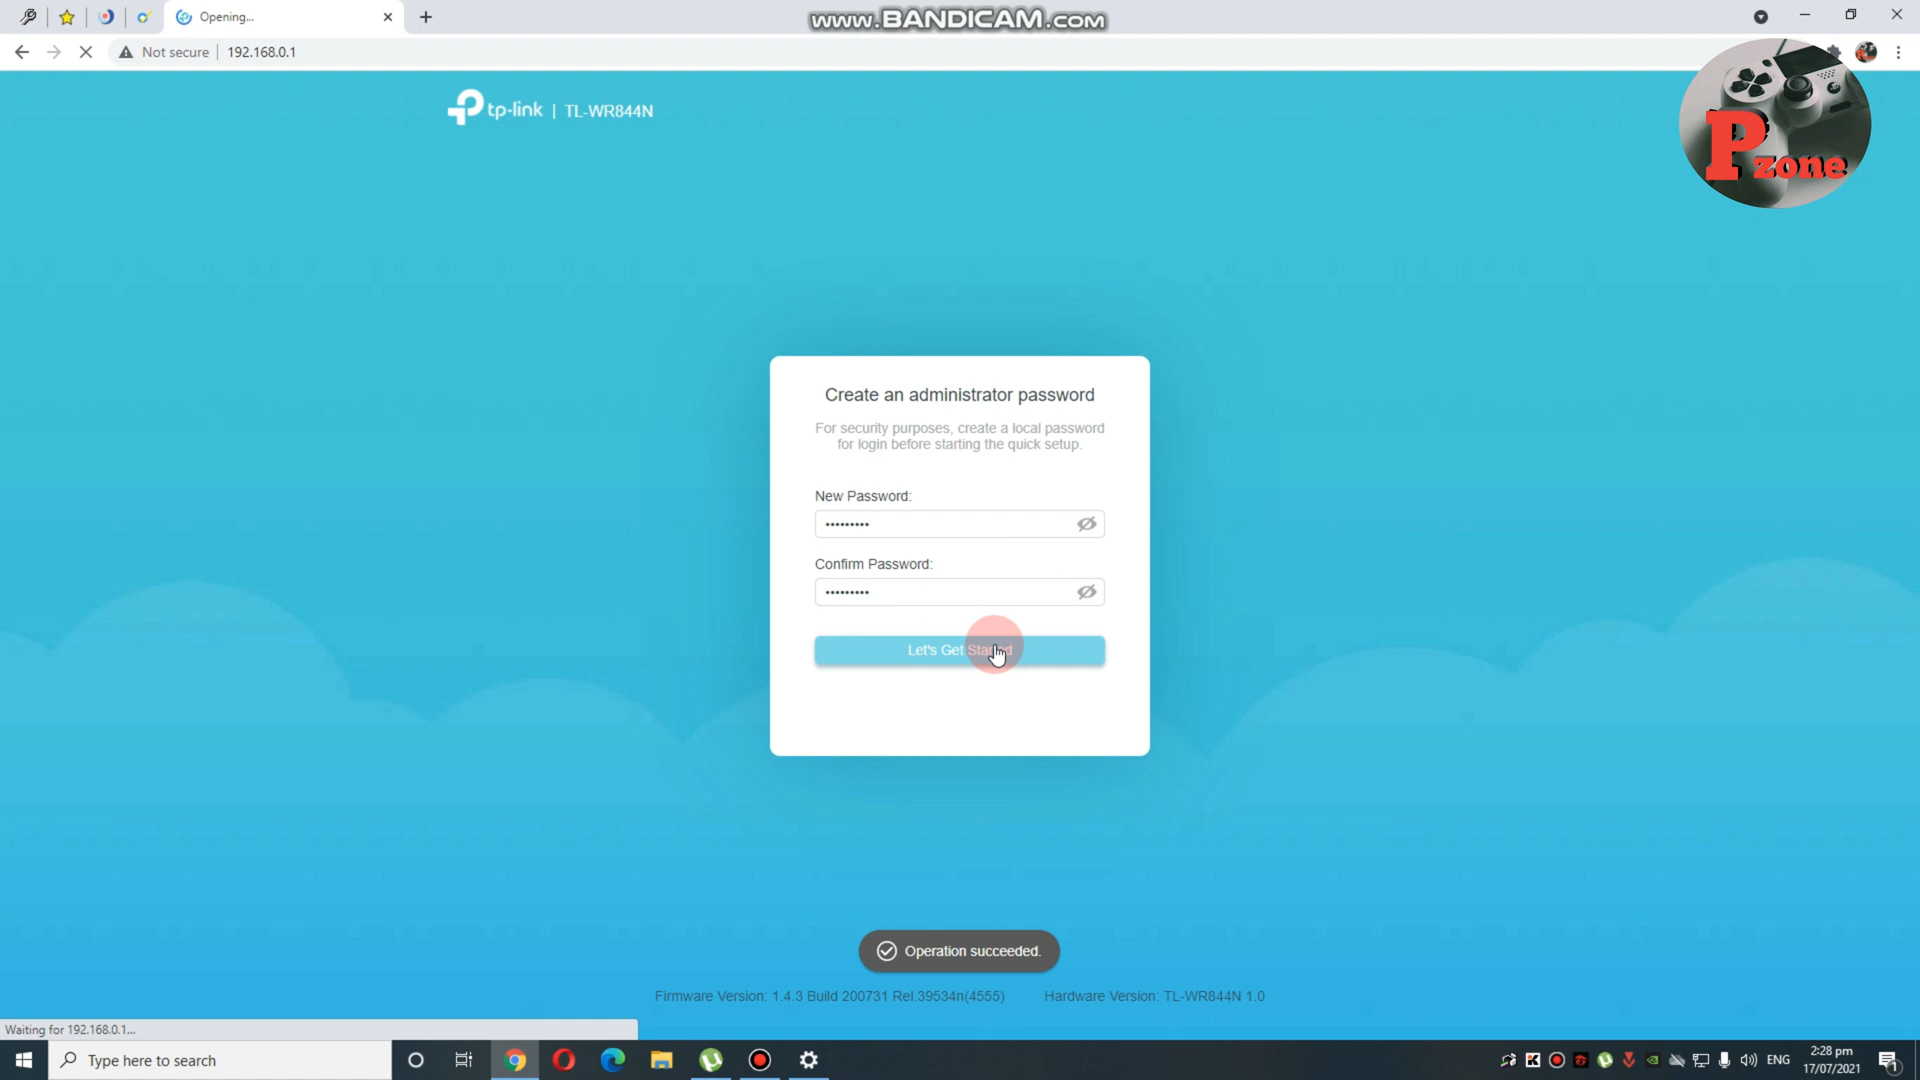 Opening...
www.BANDICAM.com
Not secure
192.168.0.1
tp-link | TL-WR844N
P zone
Create an administrator password
For security purposes, create a local password
for login before starting the quick setup.
New Password:
•••••••••
Confirm Password:
•••••••••
Let's Get Started
Operation succeeded.
Firmware Version: 1.4.3 Build 200731 Rel.39534n(4555)
Hardware Version: TL-WR844N 1.0
Waiting for 192.168.0.1...
Type here to search
ENG
2:28 pm
17/07/2021
1